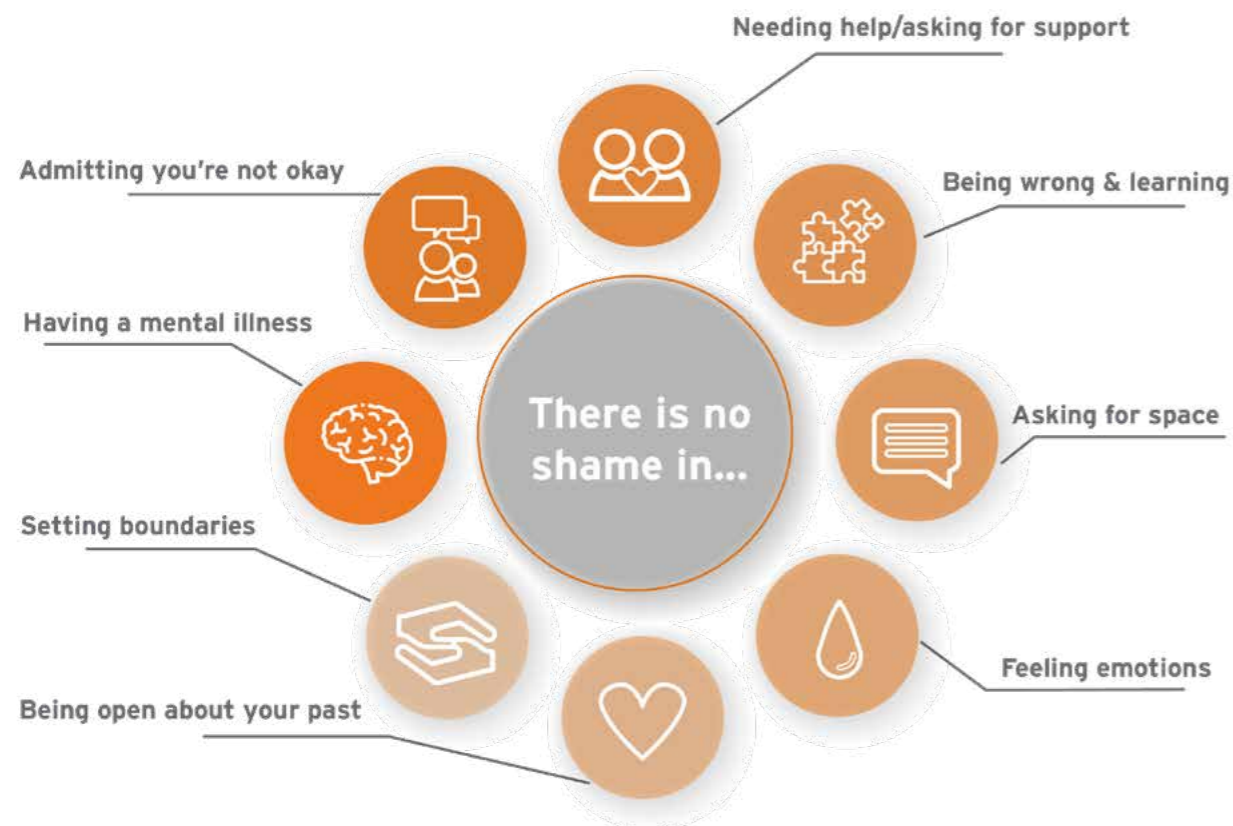 Needing help/asking for support
Admitting you're not okay
Being wrong & learning
Having a mental illness
There is no
shame in...
Asking for space
Setting boundaries
Feeling emotions
Being open about your past